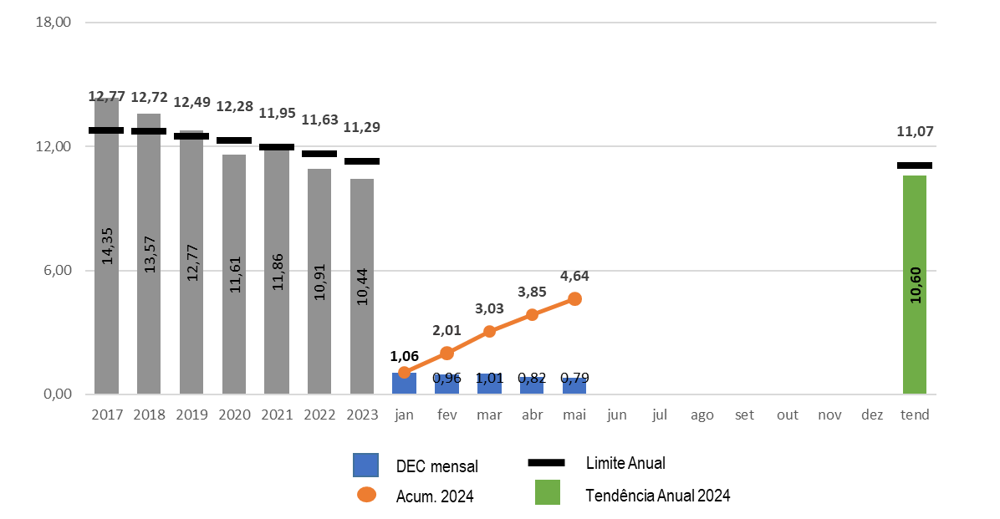 18,00
12,77 12,72 12,49 12,28 11,95 11,63 11,29 11,07
12,00
14,35 13,57 12,77 11,61 11,86 10,91 10,44 10,60
6,00
1,06 2,01 3,03 3,85 4,64
0,96 1,01 0,82 0,79
0,00
2017 2018 2019 2020 2021 2022 2023 jan fev mar abr mai jun jul ago set out nov dez tend
DEC mensal Limite Anual
Acum. 2024 Tendência Anual 2024